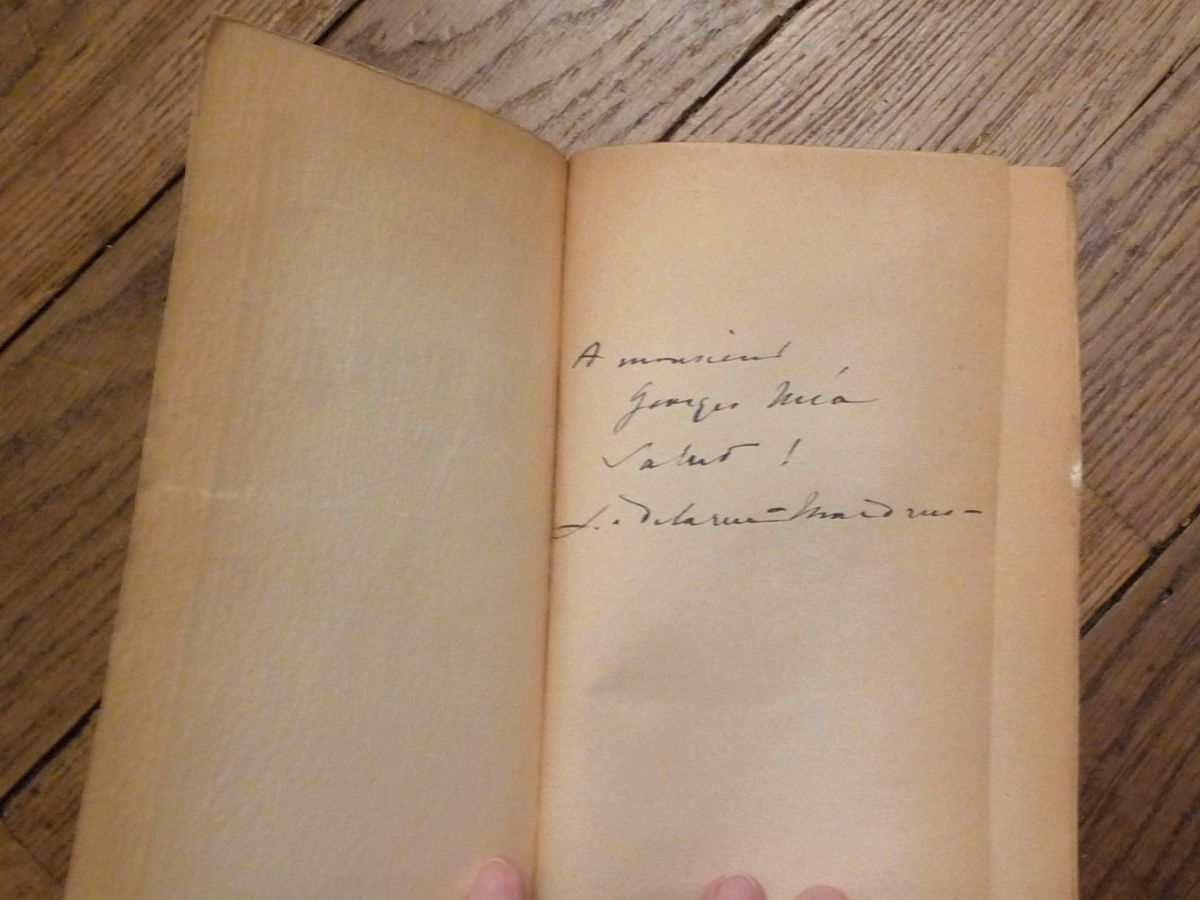 A monsieur
Georges
Salut !
L. Delarue-Mardrus-